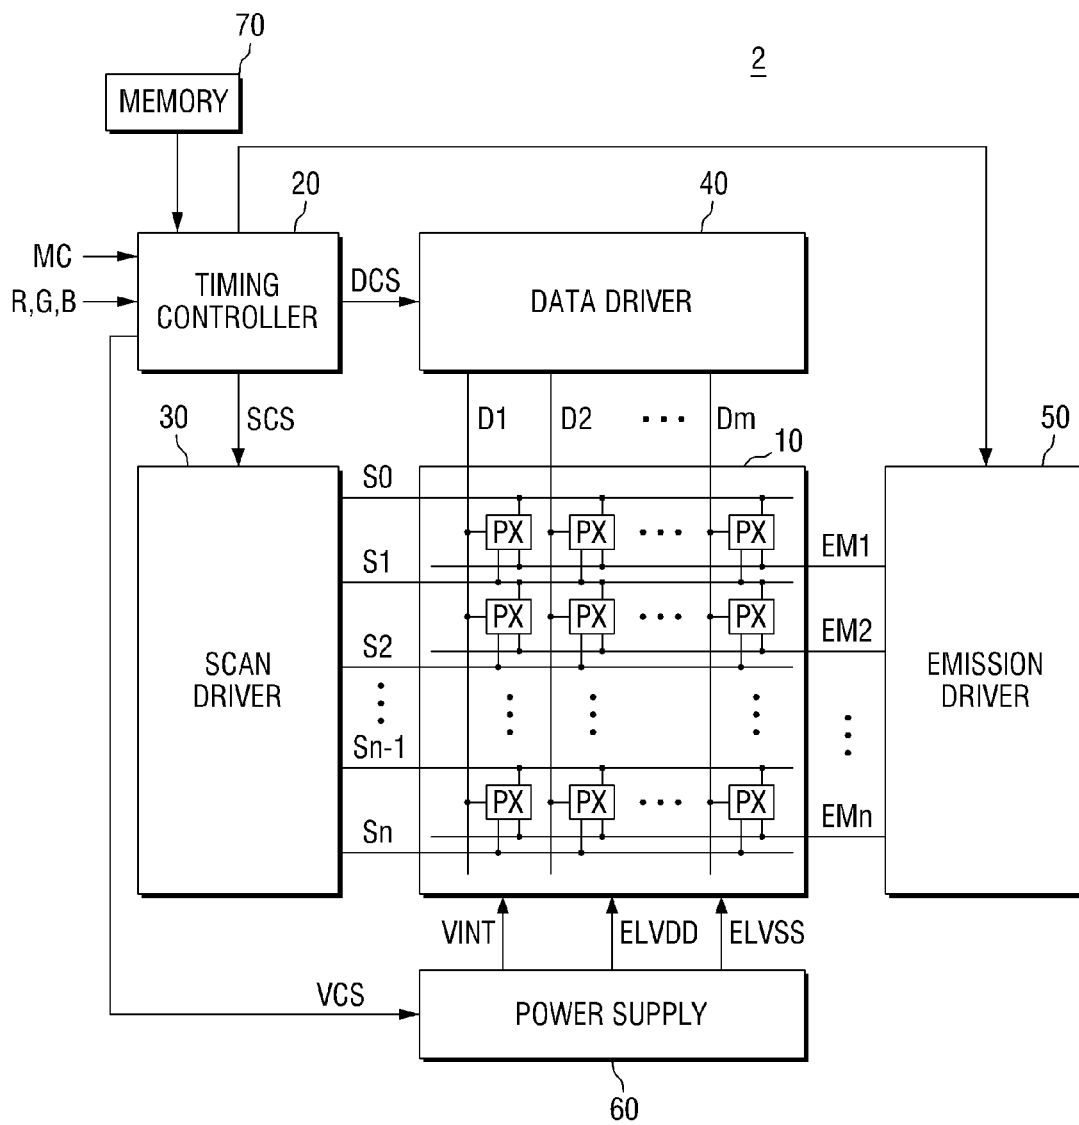 70
2
MEMORY
20
40
MC
R,G,B
TIMING
CONTROLLER
DCS
DATA DRIVER
30
SCS
D1 D2 • • • Dm
10
50
S0
PX PX • • • PX
EM1
S1
PX PX • • • PX
EM2
S2
SCAN
DRIVER
EMISSION
DRIVER
Sn-1
PX PX • • • PX
EMn
Sn
VINT ELVDD ELVSS
VCS
POWER SUPPLY
60